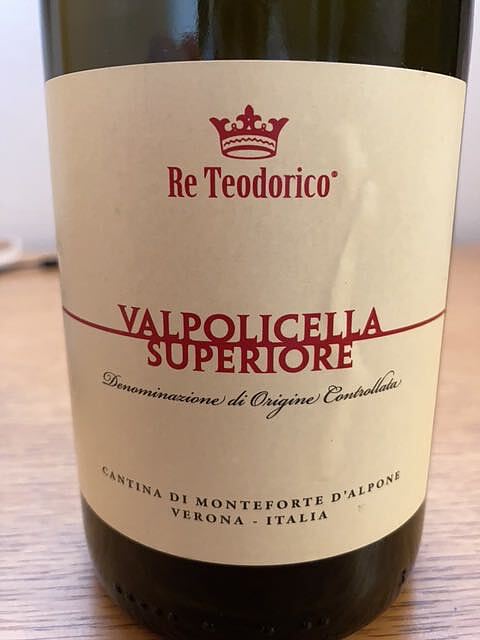 Re Teodorico®
VALPOLICELLA
SUPERIORE
Denominazione di Origine Controllata
CANTINA DI MONTEFORTE D'ALPONE
VERONA - ITALIA